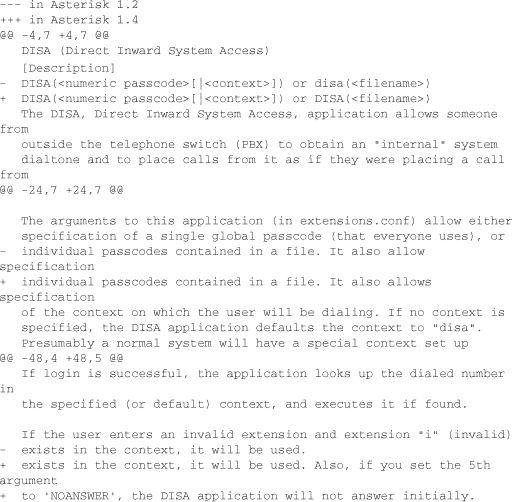 --- in Asterisk 1.2
+++ in Asterisk 1.4
@@ -4,7 +4,7 @@
   DISA (Direct Inward System Access)
   [Description]
-  DISA(<numeric passcode>[|<context>]) or disa(<filename>)
+  DISA(<numeric passcode>[|<context>]) or DISA(<filename>)
   The DISA, Direct Inward System Access, application allows someone
from
   outside the telephone switch (PBX) to obtain an "internal" system
   dialtone and to place calls from it as if they were placing a call
from
@@ -24,7 +24,7 @@

   The arguments to this application (in extensions.conf) allow either
   specification of a single global passcode (that everyone uses), or
-  individual passcodes contained in a file. It also allow
specification
+  individual passcodes contained in a file. It also allows
specification
   of the context on which the user will be dialing. If no context is
   specified, the DISA application defaults the context to "disa".
   Presumably a normal system will have a special context set up
@@ -48,4 +48,5 @@
   If login is successful, the application looks up the dialed number
in
   the specified (or default) context, and executes it if found.

   If the user enters an invalid extension and extension "i" (invalid)
-  exists in the context, it will be used.
+  exists in the context, it will be used. Also, if you set the 5th
argument
+  to 'NOANSWER', the DISA application will not answer initially.